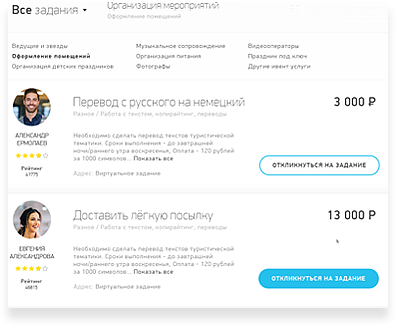 Все задания
Организация мероприятий
Оформление помещений
Ведущие и звезды
Музыкальное сопровождение
Видеооператоры
Оформление помещений
Организация питания
Праздник под ключ
Организация детских праздников
Фотографы
Другие ивент-услуги
Перевод с русского на немецкий
3 000 ₽
Разное / Работа с текстом, копирайтинг, переводы
АЛЕКСАНДР
ЕРМОЛАЕВ
Необходимо сделать перевод текстов туристической
тематики. Сроки выполнения - до завтрашней
ночи/раннего утра воскресенья, Оплата - 120 рублей
за 1000 символов... Показать все
ОТКЛИКНУТЬСЯ НА ЗАДАНИЕ
Рейтинг
Адрес: Виртуальное задание
Доставить лёгкую посылку
13 000 ₽
Разное / Работа с текстом, копирайтинг, переводы
ЕВГЕНИЯ
АЛЕКСАНДРОВА
Необходимо сделать перевод текстов туристической
тематики. Сроки выполнения - до завтрашней
ночи/раннего утра воскресенья, Оплата - 120 рублей
за 1000 символов... Показать все
ОТКЛИКНУТЬСЯ НА ЗАДАНИЕ
Рейтинг
Адрес: Виртуальное задание